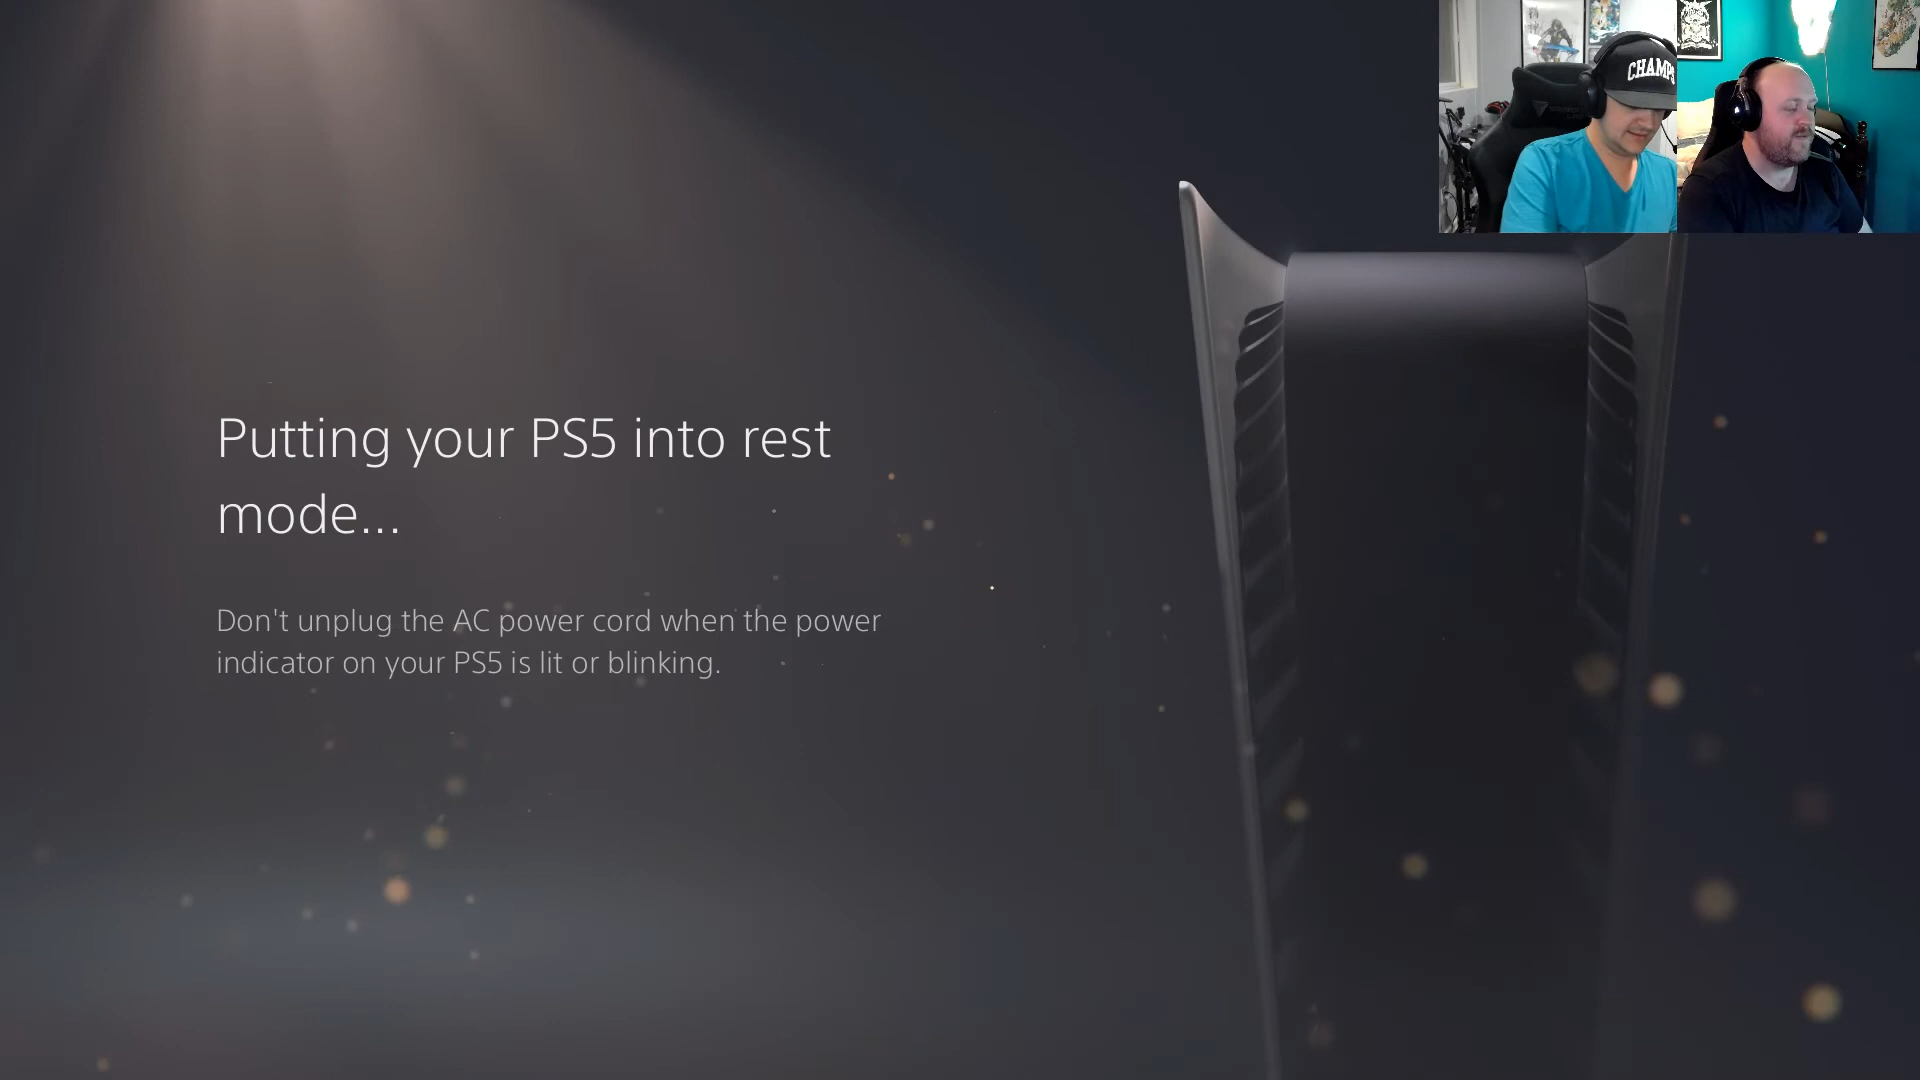 CHAMPS
Putting your PS5 into rest
mode...
Don't unplug the AC power cord when the power
indicator on your PS5 is lit or blinking.